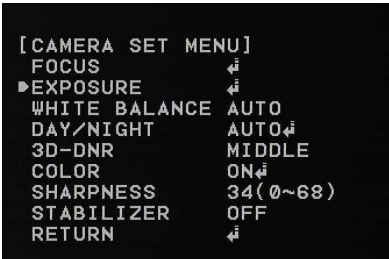 [CAMERA SET MENU]
FOCUS ↲
▶EXPOSURE ↲
WHITE BALANCE AUTO
DAY/NIGHT AUTO↲
3D-DNR MIDDLE
COLOR ON↲
SHARPNESS 34(0~68)
STABILIZER OFF
RETURN ↲